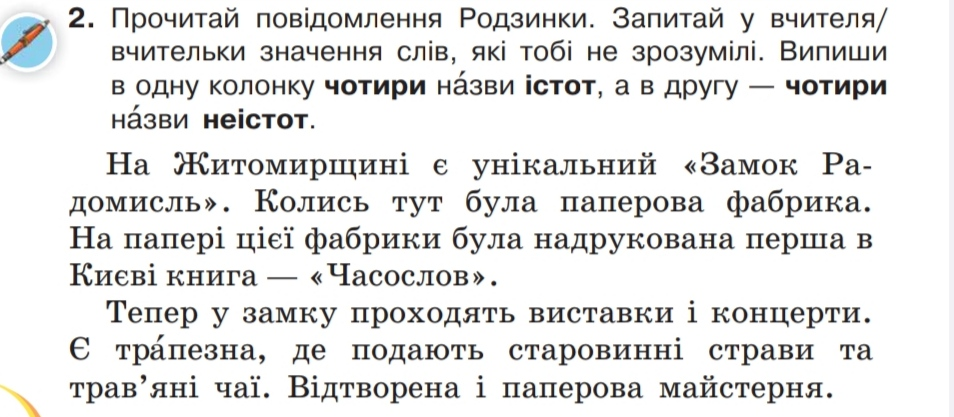 2. Прочитай повідомлення Родзинки. Запитай у вчителя/
вчительки значення слів, які тобі не зрозумілі. Випиши
в одну колонку чотири на́зви істот, а в другу — чотири
на́зви неістот.
На Житомирщині є унікальний «Замок Ра-
домисль». Колись тут була паперова фабрика.
На папері цієї фабрики була надрукована перша в
Києві книга — «Часослов».
Тепер у замку проходять виставки і концерти.
Є тра́пезна, де подають старовинні страви та
трав’яні чаї. Відтворена і паперова майстерня.